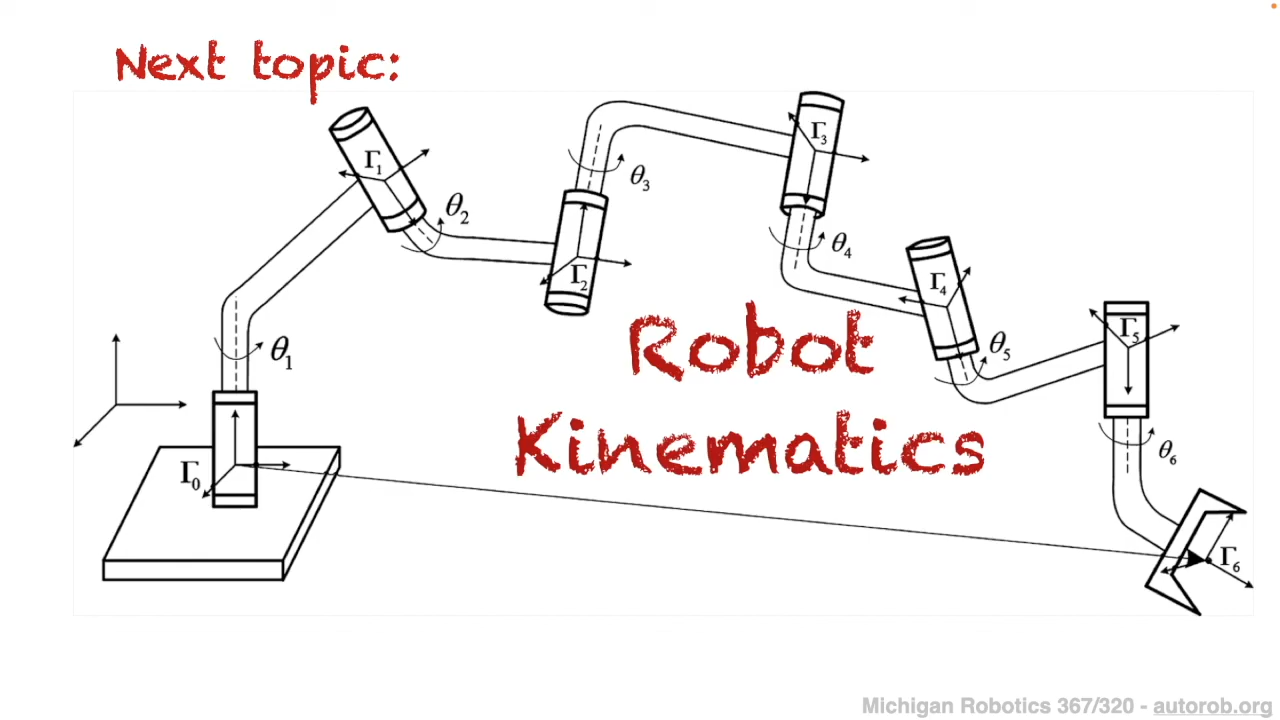 Next topic:
Γ₁
θ₂
θ₃
Γ₃
θ₄
Γ₂
Γ₄
θ₁
Robot
θ₅
Γ₅
Kinematics
θ₆
Γ₀
Γ₆
Michigan Robotics 367/320 - autorob.org